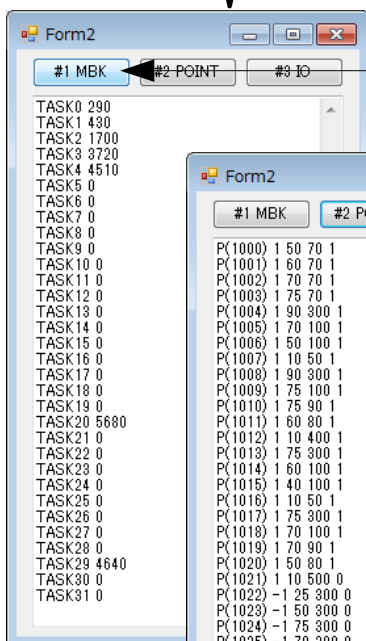 Form2
#1 MBK #2 POINT #3 IO
TASK0 290
TASK1 430
TASK2 1700
TASK3 3720
TASK4 4510
TASK5 0
TASK6 0
TASK7 0
TASK8 0
TASK9 0
TASK10 0
TASK11 0
TASK12 0
TASK13 0
TASK14 0
TASK15 0
TASK16 0
TASK17 0
TASK18 0
TASK19 0
TASK20 5680
TASK21 0
TASK22 0
TASK23 0
TASK24 0
TASK25 0
TASK26 0
TASK27 0
TASK28 0
TASK29 4640
TASK30 0
TASK31 0
Form2
#1 MBK #2 P
P(1000) 1 50 70 1
P(1001) 1 60 70 1
P(1002) 1 70 70 1
P(1003) 1 75 70 1
P(1004) 1 90 300 1
P(1005) 1 70 100 1
P(1006) 1 50 100 1
P(1007) 1 10 50 1
P(1008) 1 90 300 1
P(1009) 1 75 100 1
P(1010) 1 75 90 1
P(1011) 1 60 80 1
P(1012) 1 10 400 1
P(1013) 1 75 300 1
P(1014) 1 60 100 1
P(1015) 1 40 100 1
P(1016) 1 10 50 1
P(1017) 1 75 300 1
P(1018) 1 70 100 1
P(1019) 1 70 90 1
P(1020) 1 50 80 1
P(1021) 1 10 500 0
P(1022) -1 25 300 0
P(1023) -1 50 300 0
P(1024) -1 75 300 0